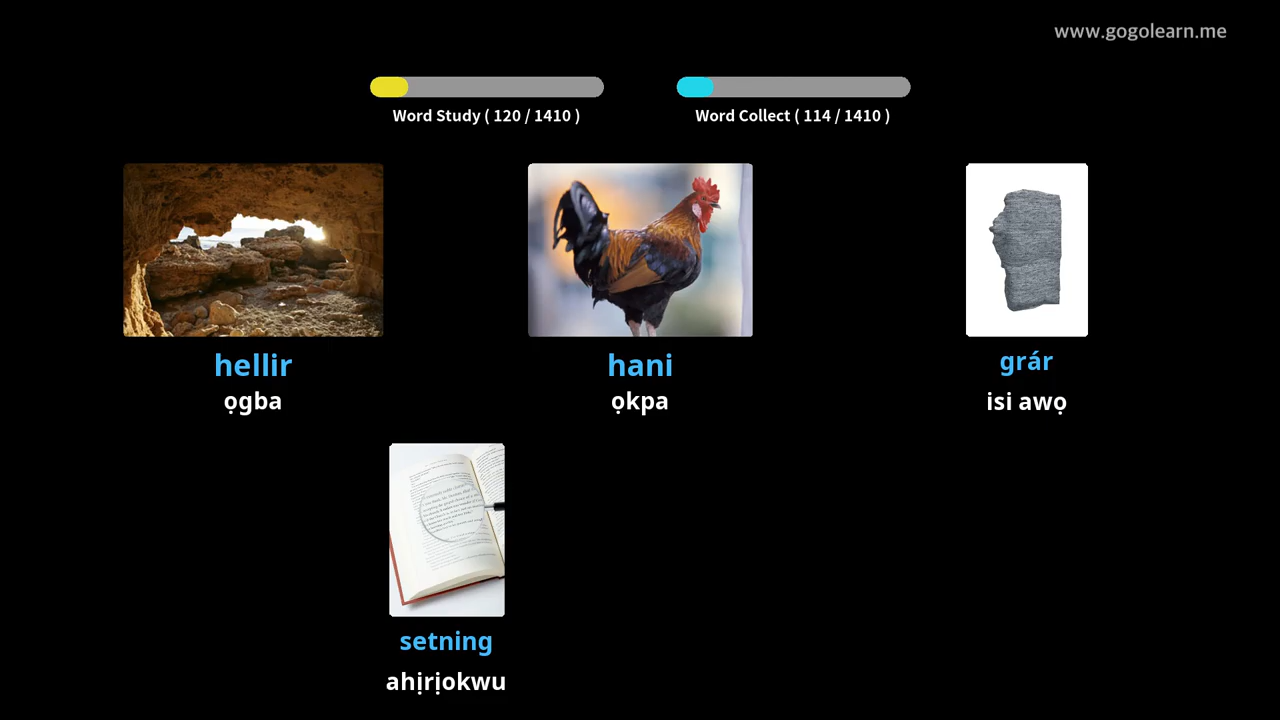 www.gogolearn.me
Word Study ( 120 / 1410 )
Word Collect ( 114 / 1410 )
hellir
ọgba
hani
ọkpa
grár
isi awọ
setning
ahịrịokwu